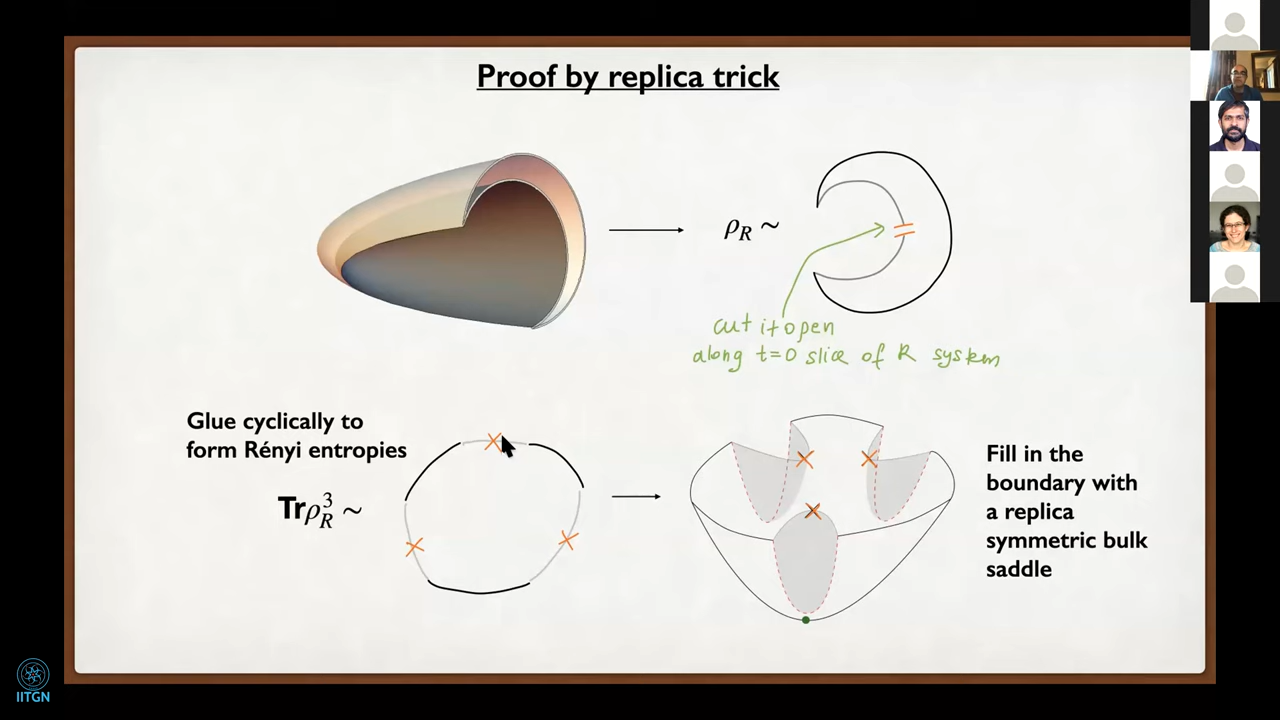 Proof by replica trick
ρ_R ~
cut it open
along t=0 slice of R system
Glue cyclically to
form Rényi entropies
Trρ_R^3 ~
Fill in the
boundary with
a replica
symmetric bulk
saddle
IITGN